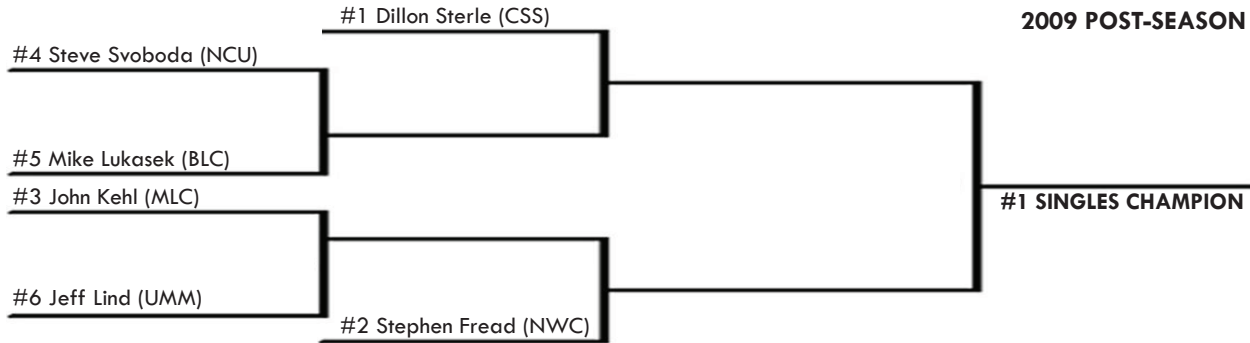 #1 Dillon Sterle (CSS)
2009 POST-SEASON
#4 Steve Svoboda (NCU)
#5 Mike Lukasek (BLC)
#3 John Kehl (MLC)
#1 SINGLES CHAMPION
#6 Jeff Lind (UMM)
#2 Stephen Fread (NWC)